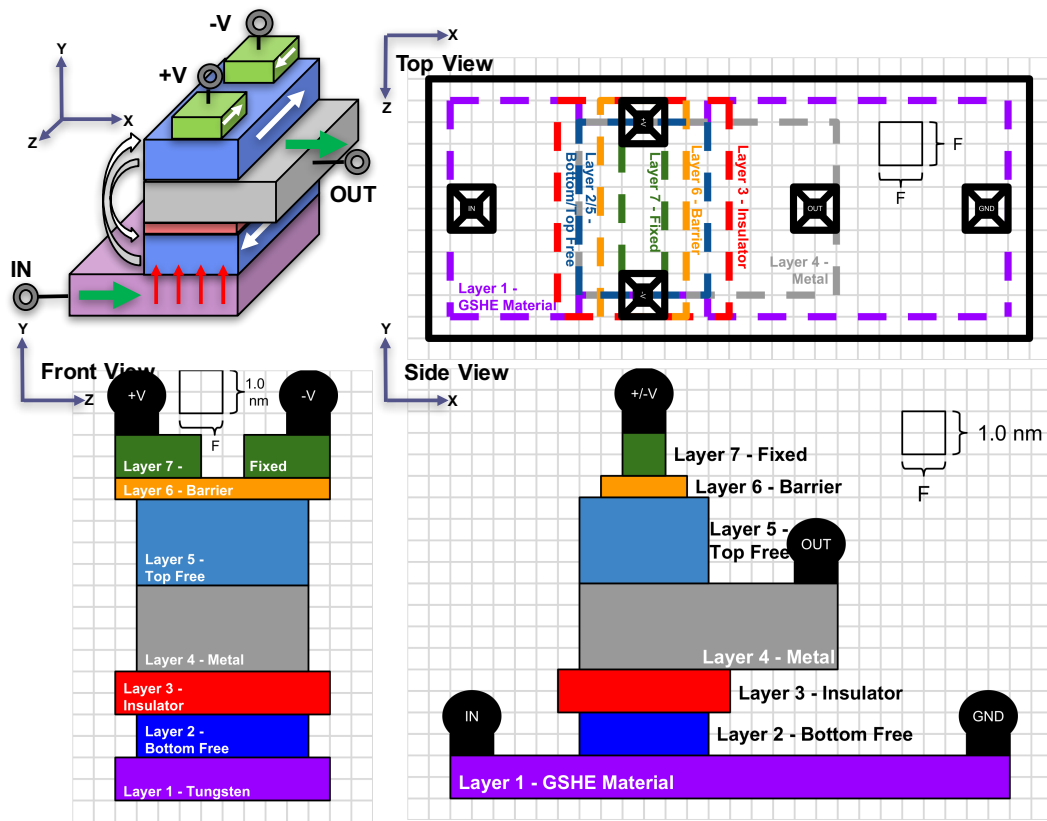 -V
+V
Y
X
Z
OUT
IN
X
Z
Top View
F
F
IN
OUT
GND
Layer 2/5 -
Bottom/Top Free
Layer 7 - Fixed
Layer 6 - Barrier
Layer 3 - Insulator
Layer 4 -
Metal
Layer 1 -
GSHE Material
Y
Z
Front View
+V
-V
1.0
nm
F
Layer 7 -
Fixed
Layer 6 - Barrier
Layer 5 -
Top Free
Layer 4 - Metal
Layer 3 -
Insulator
Layer 2 -
Bottom Free
Layer 1 - Tungsten
Y
X
Side View
+/-V
1.0 nm
F
Layer 7 - Fixed
Layer 6 - Barrier
Layer 5 -
Top Free
OUT
Layer 4 - Metal
Layer 3 - Insulator
Layer 2 - Bottom Free
IN
GND
Layer 1 - GSHE Material